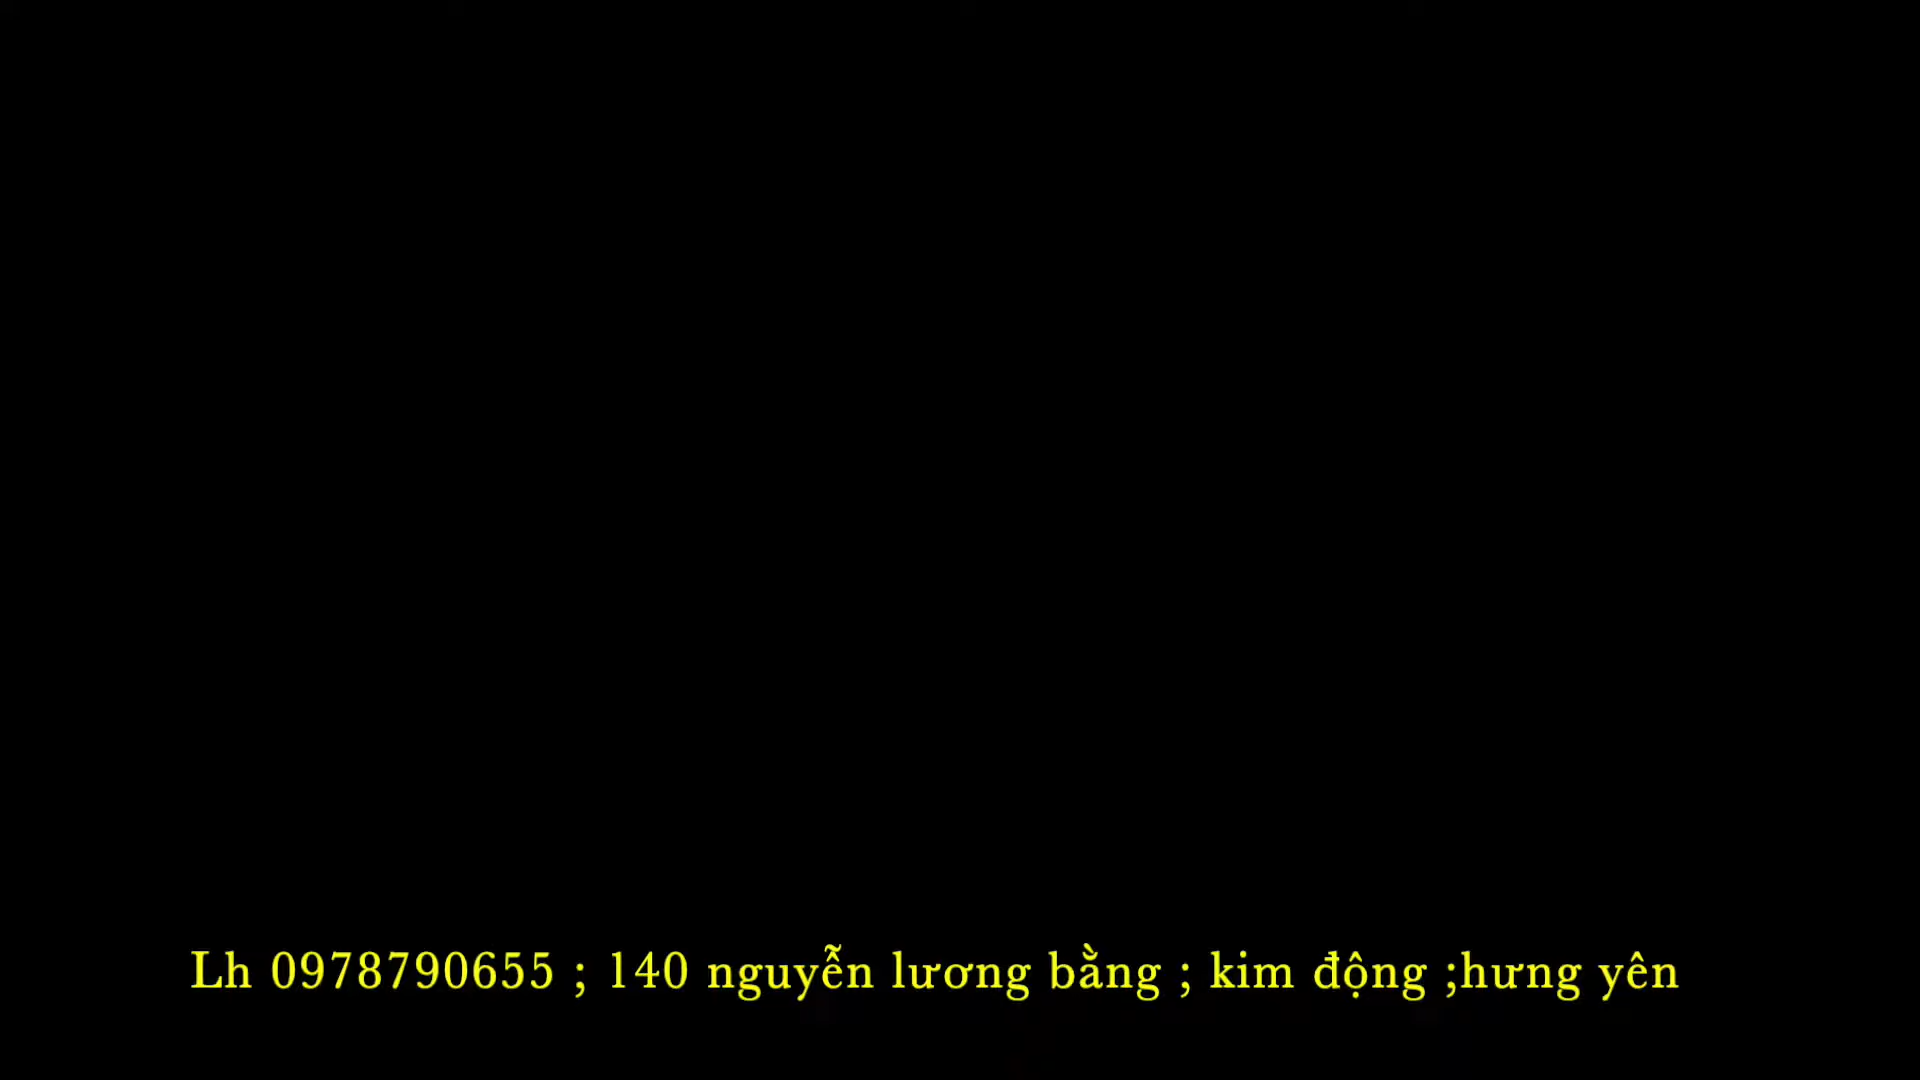 Lh 0978790655 ; 140 nguyễn lương bằng ; kim động ;hưng yên